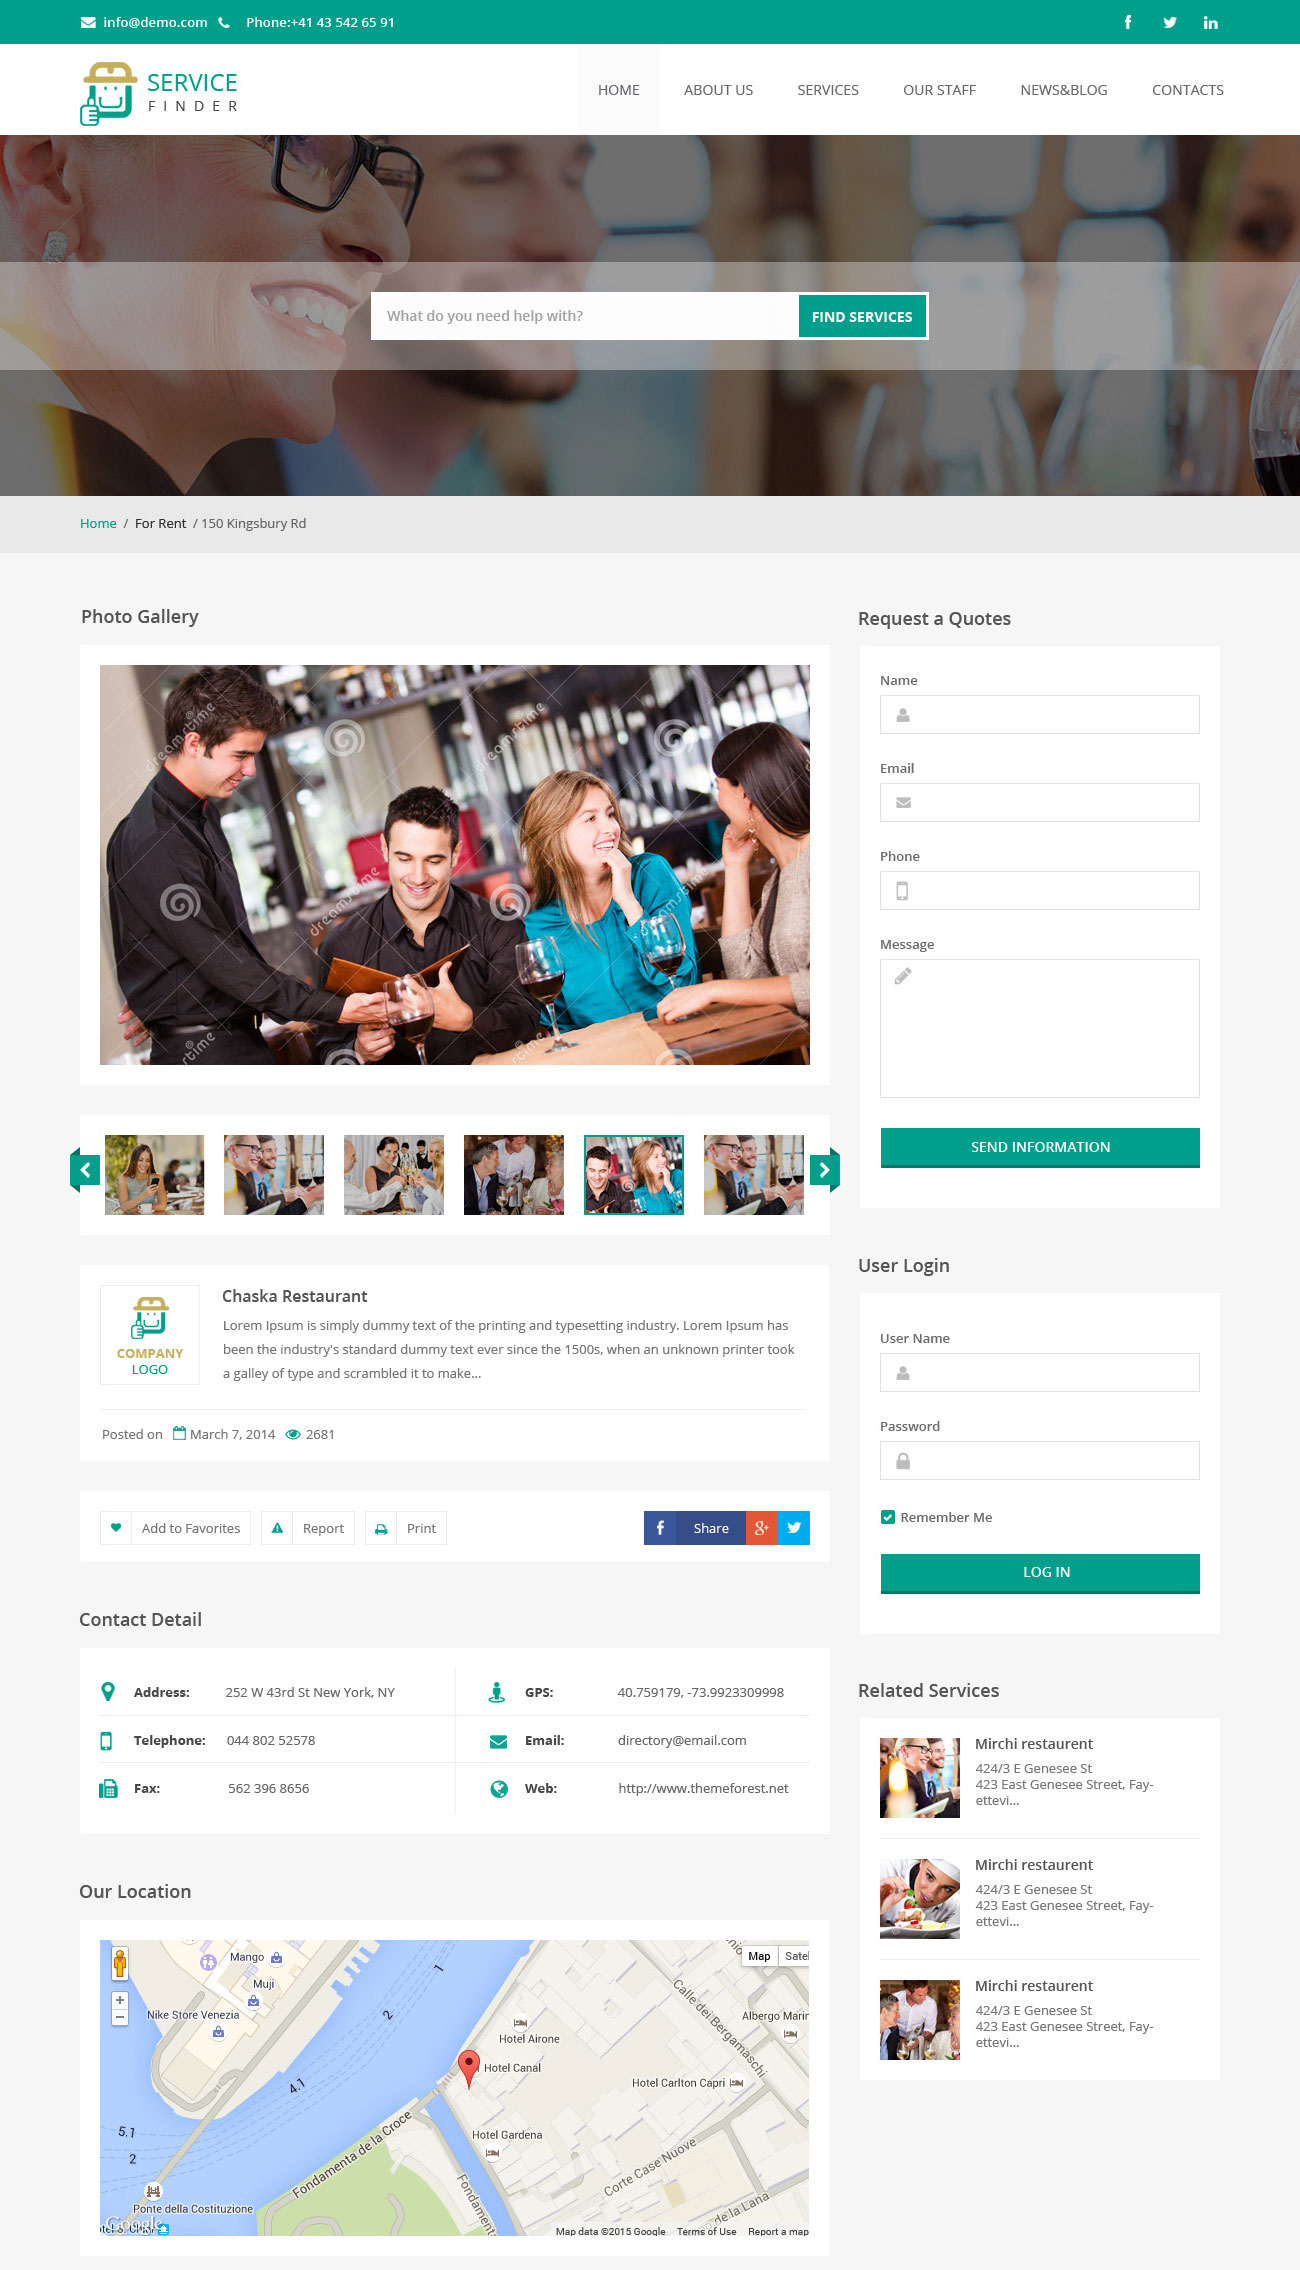 info@demo.com Phone:+41 43 542 65 91
SERVICE
FINDER
HOME ABOUT US SERVICES OUR STAFF NEWS&BLOG CONTACTS
What do you need help with? FIND SERVICES
Home / For Rent / 150 Kingsbury Rd
Photo Gallery
dreamstime
dreamstime
dreamstime
dreamstime
Chaska Restaurant
Lorem Ipsum is simply dummy text of the printing and typesetting industry. Lorem Ipsum has
been the industry's standard dummy text ever since the 1500s, when an unknown printer took
a galley of type and scrambled it to make...
COMPANY
LOGO
Posted on March 7, 2014 2681
Add to Favorites Report Print Share
Contact Detail
Address: 252 W 43rd St New York, NY
GPS: 40.759179, -73.9923309998
Telephone: 044 802 52578
Email: directory@email.com
Fax: 562 396 8656
Web: http://www.themeforest.net
Our Location
Map Satel
Mango
Muji
Nike Store Venezia
1
2
4.1
5.1
2
Calle dei Bergamaschi
Albergo Marin
Hotel Airone
Hotel Canal
Hotel Carlton Capri
Hotel Gardena
Fondamenta de la Croce
Corte Case Nuove
Fondamenta
o de la Lana
Ponte della Costituzione
Google
Map data ©2015 Google Terms of Use Report a map
Request a Quotes
Name
Email
Phone
Message
SEND INFORMATION
User Login
User Name
Password
Remember Me
LOG IN
Related Services
Mirchi restaurent
424/3 E Genesee St
423 East Genesee Street, Fay-
ettevi...
Mirchi restaurent
424/3 E Genesee St
423 East Genesee Street, Fay-
ettevi...
Mirchi restaurent
424/3 E Genesee St
423 East Genesee Street, Fay-
ettevi...